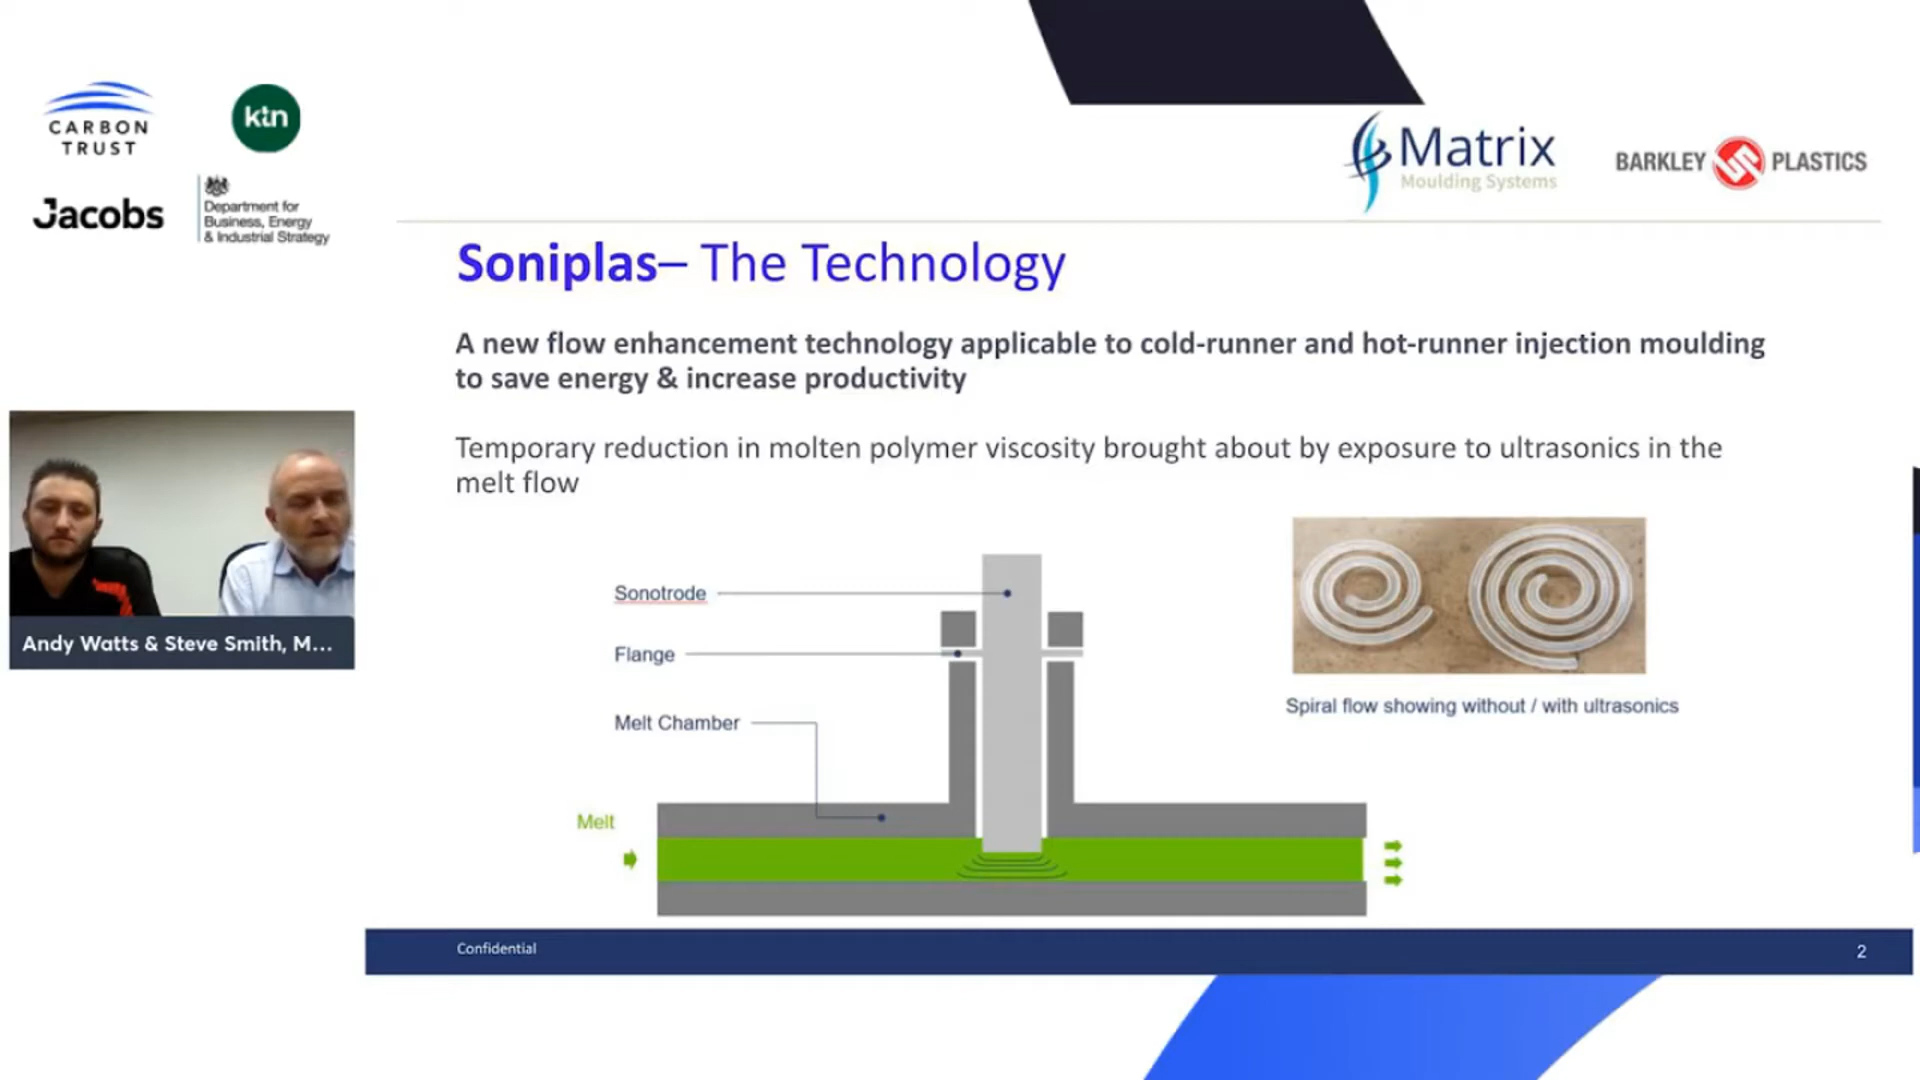 CARBON
TRUST
ktn
Jacobs
Department for
Business, Energy
& Industrial Strategy
Matrix
Moulding Systems
BARKLEY PLASTICS
Soniplas– The Technology
A new flow enhancement technology applicable to cold-runner and hot-runner injection moulding
to save energy & increase productivity
Temporary reduction in molten polymer viscosity brought about by exposure to ultrasonics in the
melt flow
Sonotrode
Flange
Melt Chamber
Melt
Spiral flow showing without / with ultrasonics
Andy Watts & Steve Smith, M...
Confidential
2